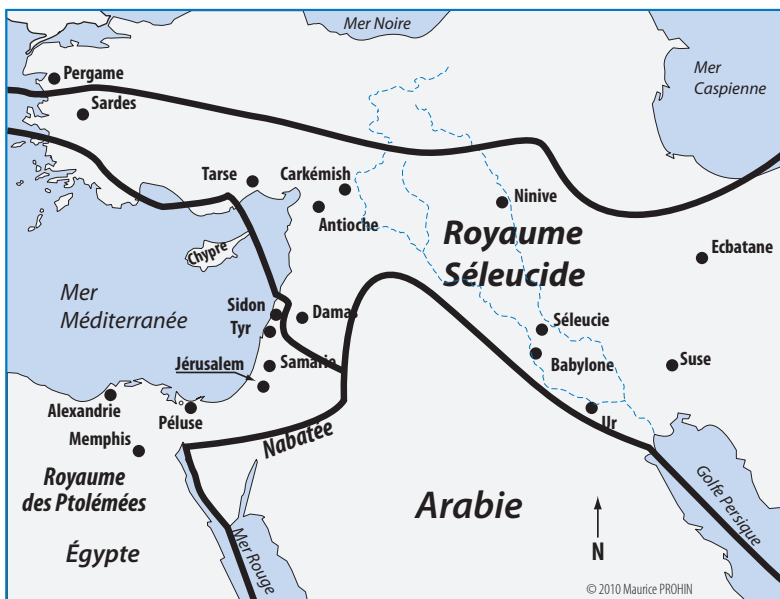 Mer Noire
Mer
Caspienne
Pergame
Sardes
Tarse
Carkémish
Antioche
Ninive
Royaume
Séleucide
Ecbatane
Chypre
Mer
Méditerranée
Sidon
Damas
Tyr
Séleucie
Babylone
Suse
Jérusalem
Samarie
Alexandrie
Péluse
Ur
Memphis
Nabatée
Royaume
des Ptolémées
Arabie
Golfe Persique
Égypte
Mer Rouge
N
© 2010 Maurice PROHIN